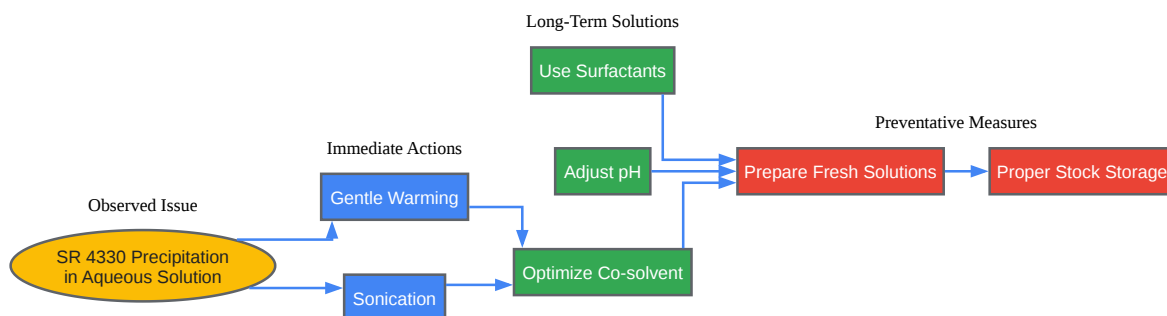 Long-Term Solutions
Use Surfactants
Preventative Measures
Immediate Actions
Adjust pH
Prepare Fresh Solutions
Proper Stock Storage
Gentle Warming
Observed Issue
SR 4330 Precipitation
in Aqueous Solution
Optimize Co-solvent
Sonication